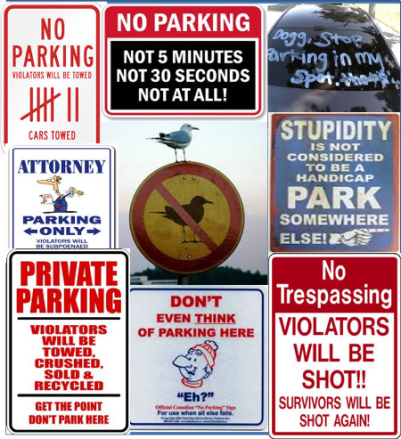 NO
PARKING
VIOLATORS WILL BE TOWED
CARS TOWED
NO PARKING
NOT 5 MINUTES
NOT 30 SECONDS
NOT AT ALL!
Dogg, Stop
Parking in my
Spot
ATTORNEY
PARKING
ONLY
VIOLATORS WILL
BE SUBPOENAED
STUPIDITY
IS NOT
CONSIDERED
TO BE A
HANDICAP
PARK
SOMEWHERE
ELSE!
PRIVATE
PARKING
VIOLATORS
WILL BE
TOWED,
CRUSHED,
SOLD &
RECYCLED
GET THE POINT
DON'T PARK HERE
DON'T
EVEN THINK
OF PARKING HERE
"Eh?"
Official Canadian "No Parking" Sign
For use when all else fails.
No
Trespassing
VIOLATORS
WILL BE
SHOT!!
SURVIVORS WILL BE
SHOT AGAIN!